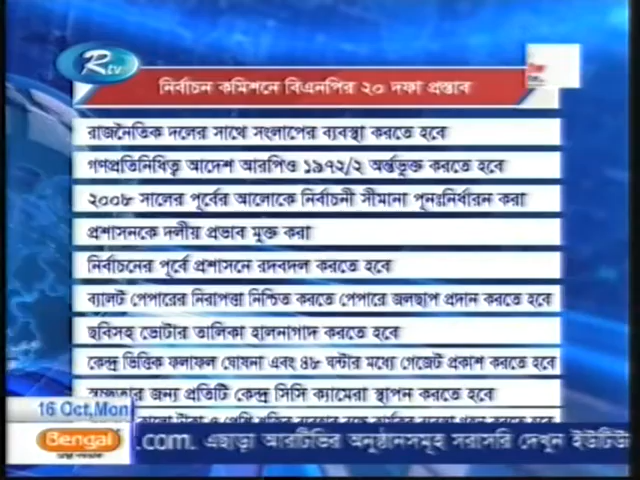 Rtv
নির্বাচন কমিশনে বিএনপির ২০ দফা প্রস্তাব
রাজনৈতিক দলের সাথে সংলাপের ব্যবস্থা করতে হবে
গণপ্রতিনিধিত্ব আদেশ আরপিও ১৯৭২/২ অর্ন্তভূক্ত করতে হবে
২০০৮ সালের পূর্বের আলোকে নির্বাচনী সীমানা পূনঃনির্ধারন করা
প্রশাসনকে দলীয় প্রভাব মুক্ত করা
নির্বাচনের পূর্বে প্রশাসনে রদবদল করতে হবে
ব্যালট পেপারের নিরাপত্তা নিশ্চিত করতে পেপারে জলছাপ প্রদান করতে হবে
ছবিসহ ভোটার তালিকা হালনাগাদ করতে হবে
কেন্দ্র ভিত্তিক ফলাফল ঘোষনা এবং ৪৮ ঘন্টার মধ্যে গেজেট প্রকাশ করতে হবে
স্বচ্ছতার জন্য প্রতিটি কেন্দ্রে সিসি ক্যামেরা স্থাপন করতে হবে
16 Oct,Mon
Bengal
.com. এছাড়া আরটিভির অনুষ্ঠানসমূহ সরাসরি দেখুন ইউটিউ